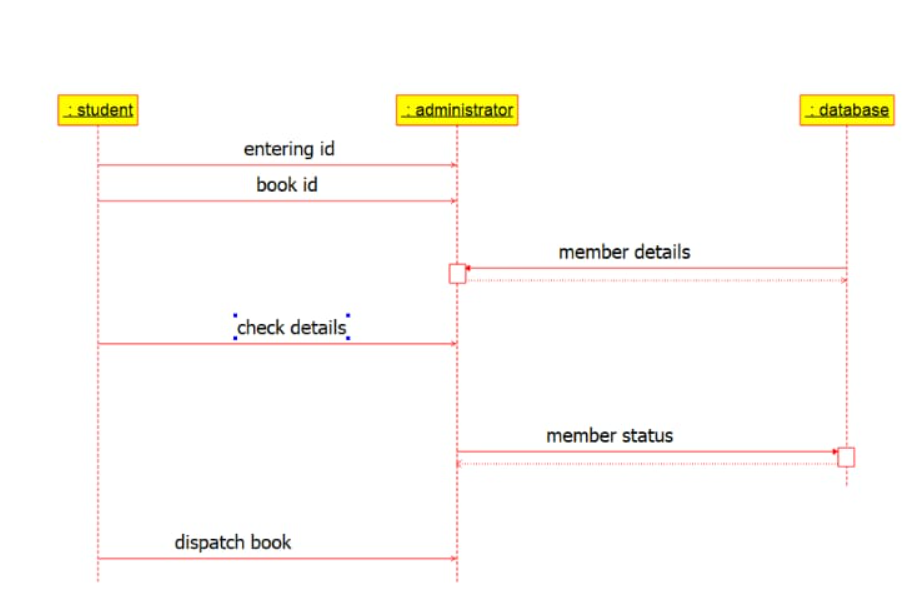 : student
: administrator
: database
entering id
book id
member details
check details
member status
dispatch book